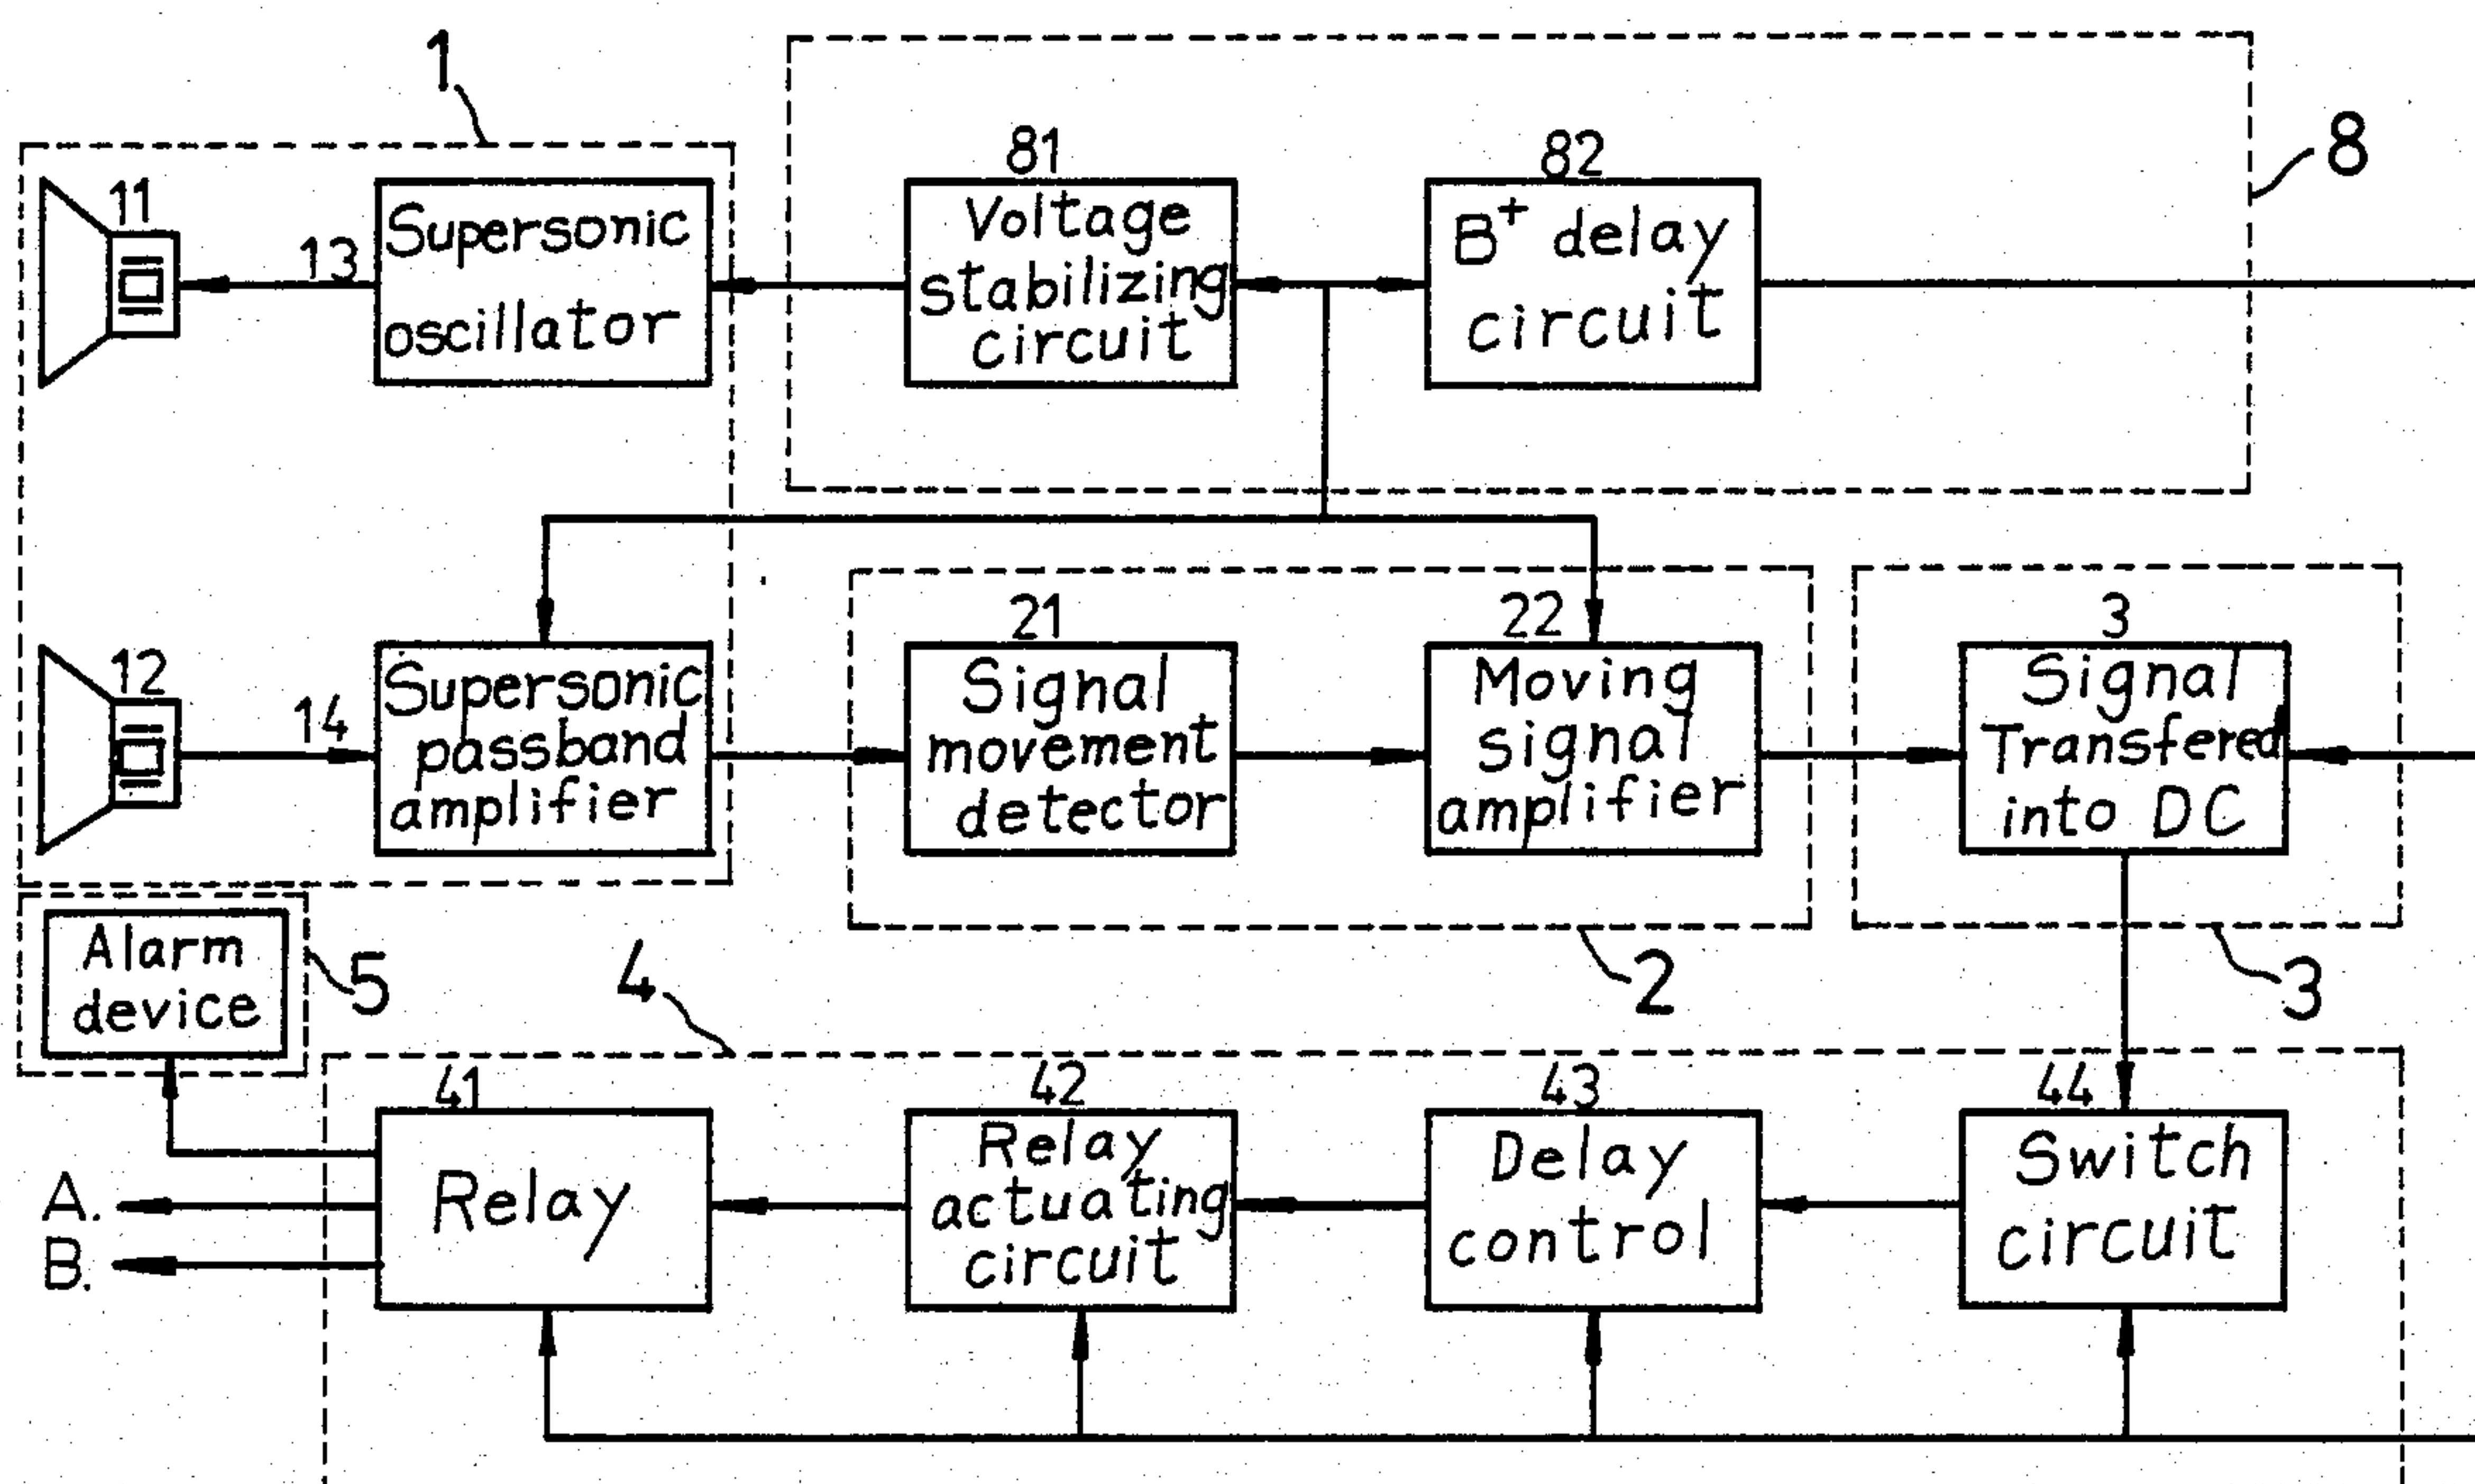 1
8
81
82
11
13
Supersonic
oscillator
Voltage
stabilizing
circuit
B+ delay
circuit
12
14
21
22
3
Supersonic
passband
amplifier
Signal
movement
detector
Moving
signal
amplifier
Signal
Transfered
into DC
Alarm
device
5
4
2
3
41
42
43
44
A.
B.
Relay
Relay
actuating
circuit
Delay
control
Switch
circuit